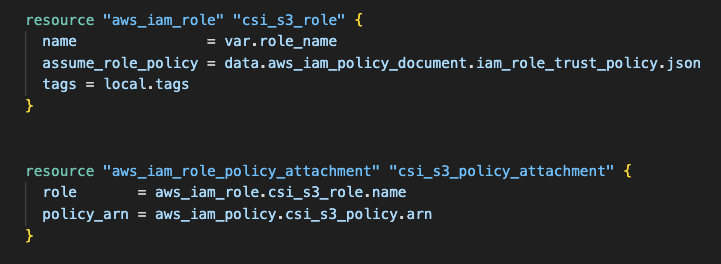 resource "aws_iam_role" "csi_s3_role" {
  name               = var.role_name
  assume_role_policy = data.aws_iam_policy_document.iam_role_trust_policy.json
  tags = local.tags
}
resource "aws_iam_role_policy_attachment" "csi_s3_policy_attachment" {
  role       = aws_iam_role.csi_s3_role.name
  policy_arn = aws_iam_policy.csi_s3_policy.arn
}